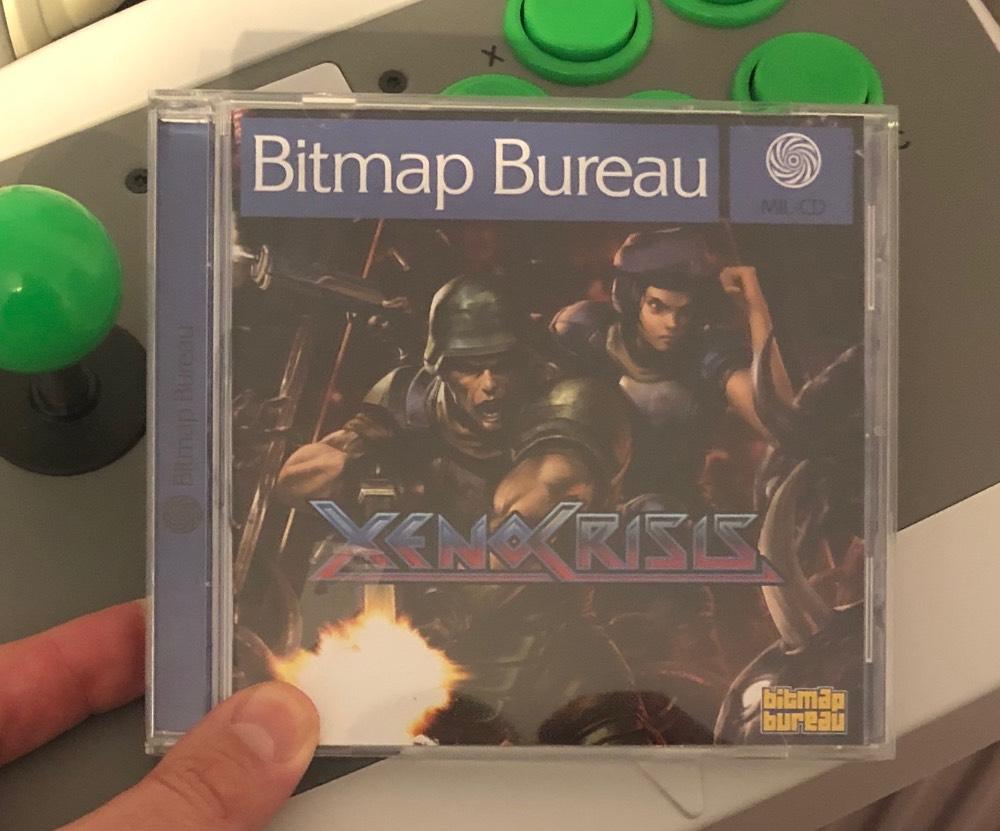 X
Bitmap Bureau
MIL-CD
Bitmap Bureau
XENOCRISIS
bitmap
bureau